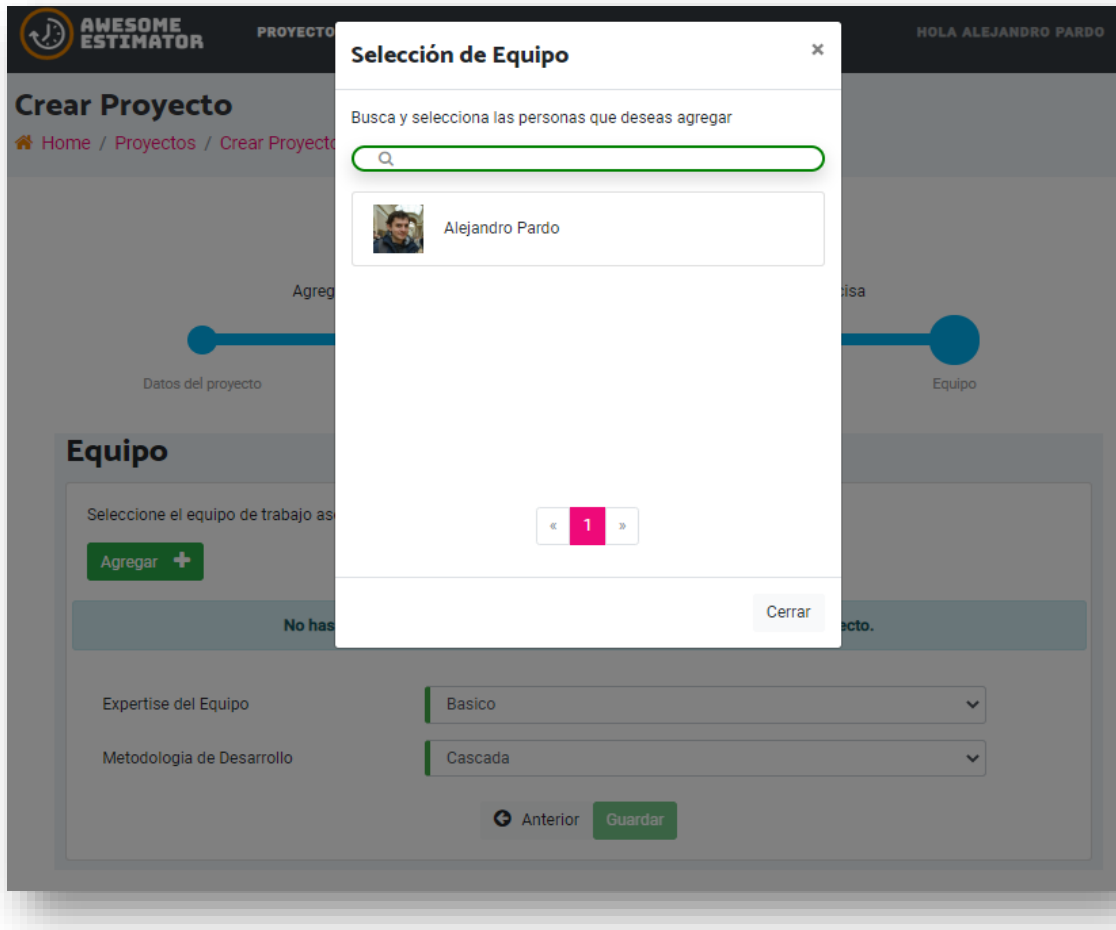 AWESOME
ESTIMATOR
PROYECTO
HOLA ALEJANDRO PARDO
Selección de Equipo
×
Crear Proyecto
Home / Proyectos / Crear Proyecto
Busca y selecciona las personas que deseas agregar
Alejandro Pardo
Agreg
cisa
Datos del proyecto
Equipo
Equipo
Seleccione el equipo de trabajo as
Agregar +
« 1 »
No has
ecto.
Cerrar
Expertise del Equipo
Basico
Metodologia de Desarrollo
Cascada
Anterior
Guardar